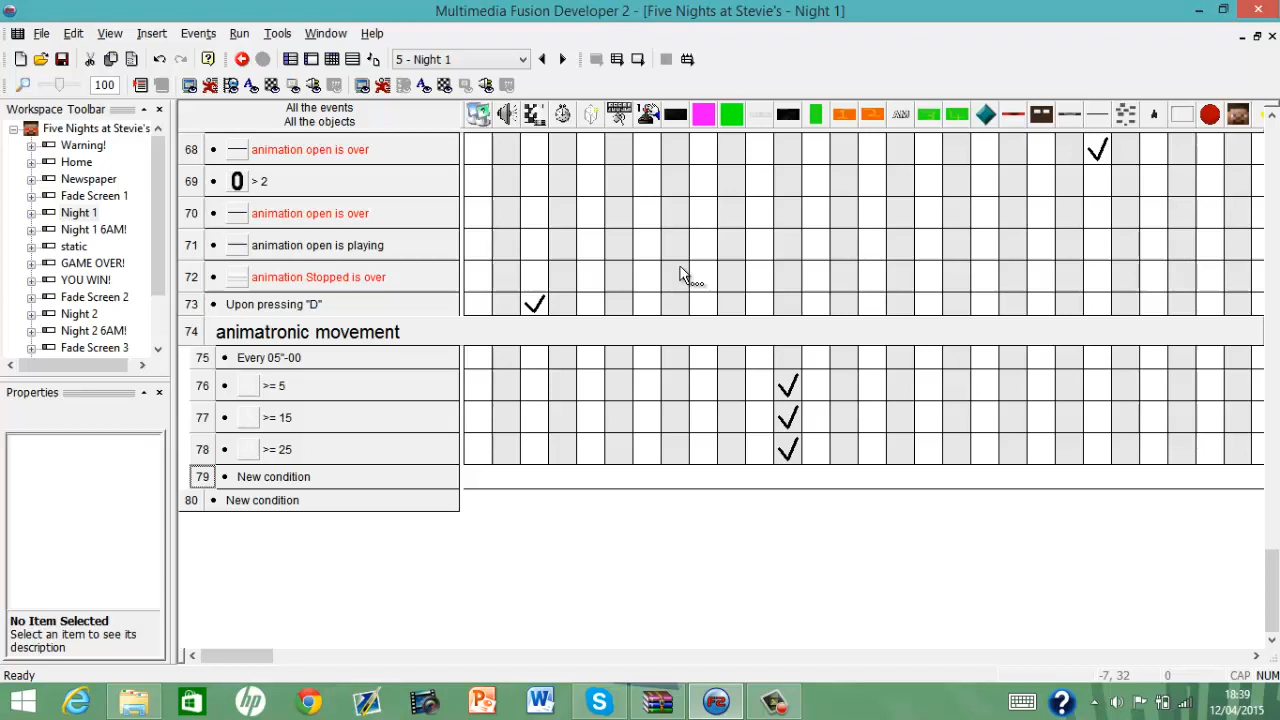 Multimedia Fusion Developer 2 - [Five Nights at Stevie's - Night 1]
File Edit View Insert Events Run Tools Window Help
5 - Night 1
100
Workspace Toolbar
Five Nights at Stevie's
Warning!
Home
Newspaper
Fade Screen 1
Night 1
Night 1 6AM!
static
GAME OVER!
YOU WIN!
Fade Screen 2
Night 2
Night 2 6AM!
Fade Screen 3
Properties
No Item Selected
Select an item to see its
description
All the events
All the objects
68 • animation open is over
69 • 0 > 2
70 • animation open is over
71 • animation open is playing
72 • animation Stopped is over
73 • Upon pressing "D"
74 animatronic movement
75 • Every 05"-00
76 • >= 5
77 • >= 15
78 • >= 25
79 • New condition
80 • New condition
Ready
-7, 32 0 CAP NUM
18:39
12/04/2015